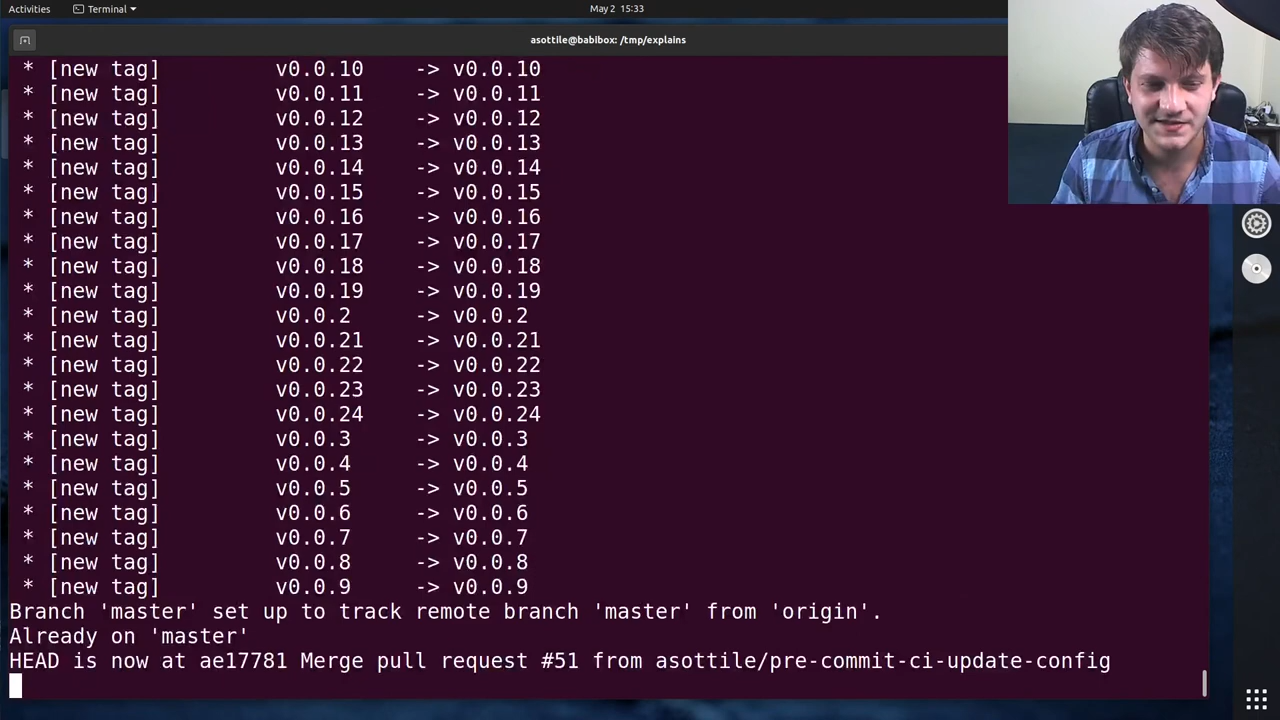 Activities
Terminal
May 2 15:33
asottile@babibox: /tmp/explains
* [new tag] v0.0.10 -> v0.0.10
* [new tag] v0.0.11 -> v0.0.11
* [new tag] v0.0.12 -> v0.0.12
* [new tag] v0.0.13 -> v0.0.13
* [new tag] v0.0.14 -> v0.0.14
* [new tag] v0.0.15 -> v0.0.15
* [new tag] v0.0.16 -> v0.0.16
* [new tag] v0.0.17 -> v0.0.17
* [new tag] v0.0.18 -> v0.0.18
* [new tag] v0.0.19 -> v0.0.19
* [new tag] v0.0.2 -> v0.0.2
* [new tag] v0.0.21 -> v0.0.21
* [new tag] v0.0.22 -> v0.0.22
* [new tag] v0.0.23 -> v0.0.23
* [new tag] v0.0.24 -> v0.0.24
* [new tag] v0.0.3 -> v0.0.3
* [new tag] v0.0.4 -> v0.0.4
* [new tag] v0.0.5 -> v0.0.5
* [new tag] v0.0.6 -> v0.0.6
* [new tag] v0.0.7 -> v0.0.7
* [new tag] v0.0.8 -> v0.0.8
* [new tag] v0.0.9 -> v0.0.9
Branch 'master' set up to track remote branch 'master' from 'origin'.
Already on 'master'
HEAD is now at ae17781 Merge pull request #51 from asottile/pre-commit-ci-update-config